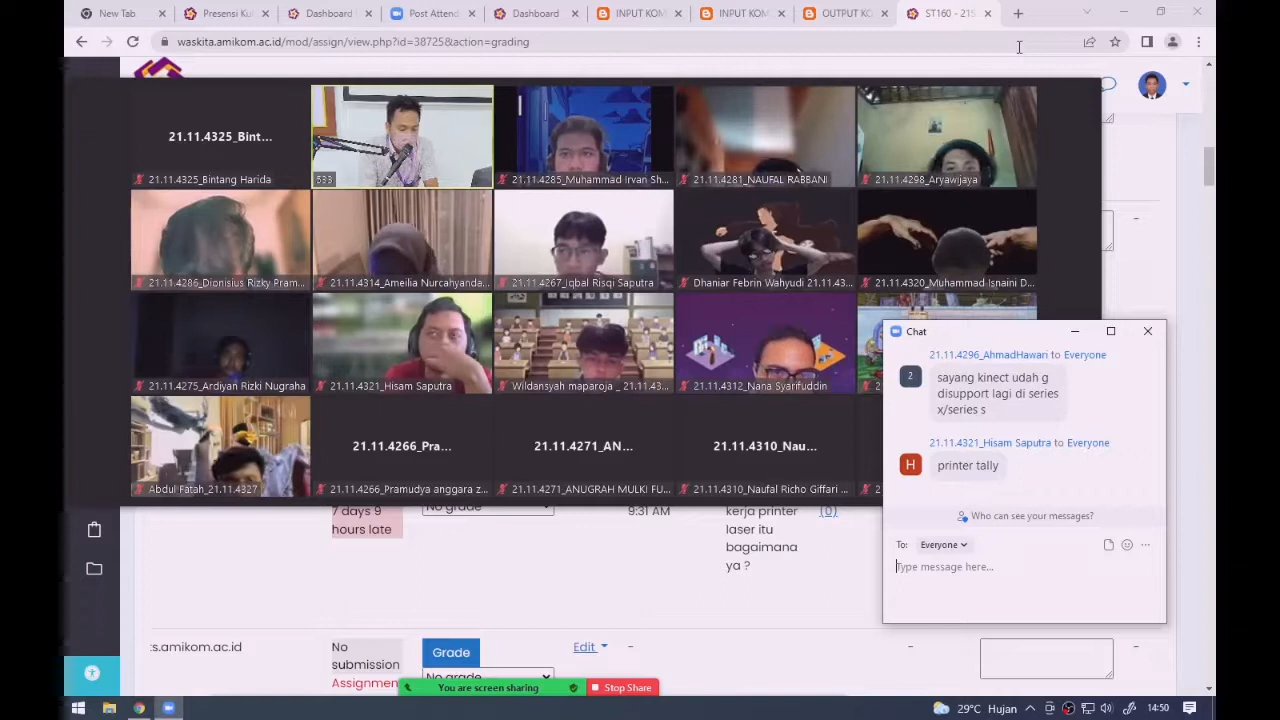 New Tab
Presensi Kul
Dashboard
Post Attend
Dashboard
INPUT KOM
INPUT KOM
OUTPUT KO
ST160 - 21S
waskita.amikom.ac.id/mod/assign/view.php?id=38725&action=grading
21.11.4325_Bint...
21.11.4325_Bintang Harida
533
21.11.4285_Muhammad Irvan Sh...
21.11.4281_NAUFAL RABBANI
21.11.4298_Aryawijaya
21.11.4286_Dionisius Rizky Pram...
21.11.4314_Ameilia Nurcahyanda...
21.11.4267_Iqbal Risqi Saputra
Dhaniar Febrin Wahyudi 21.11.43...
21.11.4320_Muhammad Isnaini D...
21.11.4275_Ardiyan Rizki Nugraha
21.11.4321_Hisam Saputra
Wildansyah maparoja _ 21.11.43...
21.11.4312_Nana Syarifuddin
2
Abdul Fatah_21.11.4327
21.11.4266_Pra...
21.11.4266_Pramudya anggara z...
21.11.4271_AN...
21.11.4271_ANUGRAH MULKI FU...
21.11.4310_Nau...
21.11.4310_Naufal Richo Giffari ...
2
Chat
21.11.4296_AhmadHawari to Everyone
2
sayang kinect udah g
disupport lagi di series
x/series s
21.11.4321_Hisam Saputra to Everyone
H
printer tally
Who can see your messages?
To: Everyone
Type message here...
7 days 9
hours late
No grade
9:31 AM
kerja printer
laser itu
bagaimana
ya ?
(0)
:s.amikom.ac.id
No
submission
Assignmen
Grade
No grade
Edit
-
-
-
-
You are screen sharing
Stop Share
29°C Hujan
14:50